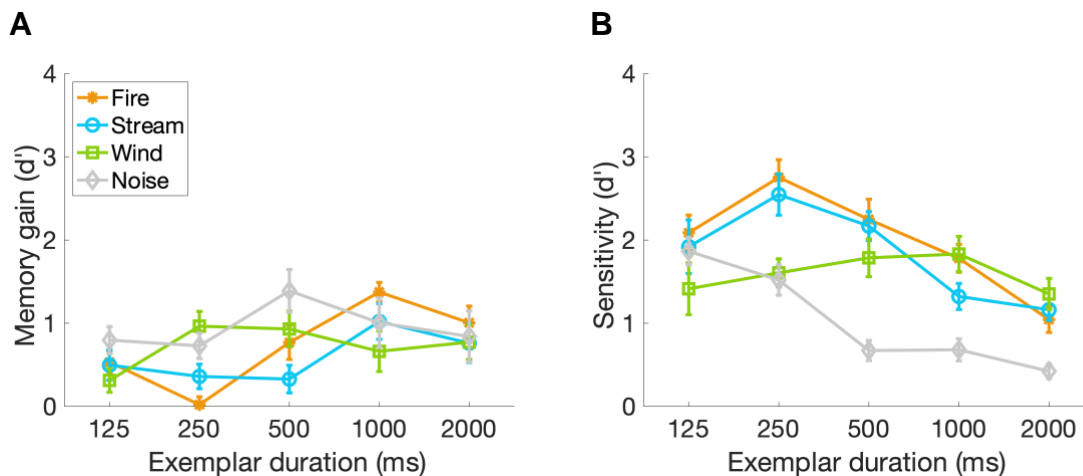 A
4
3
2
1
0
Memory gain (d')
Fire
Stream
Wind
Noise
125 250 500 1000 2000
Exemplar duration (ms)
B
4
3
2
1
0
Sensitivity (d')
125 250 500 1000 2000
Exemplar duration (ms)